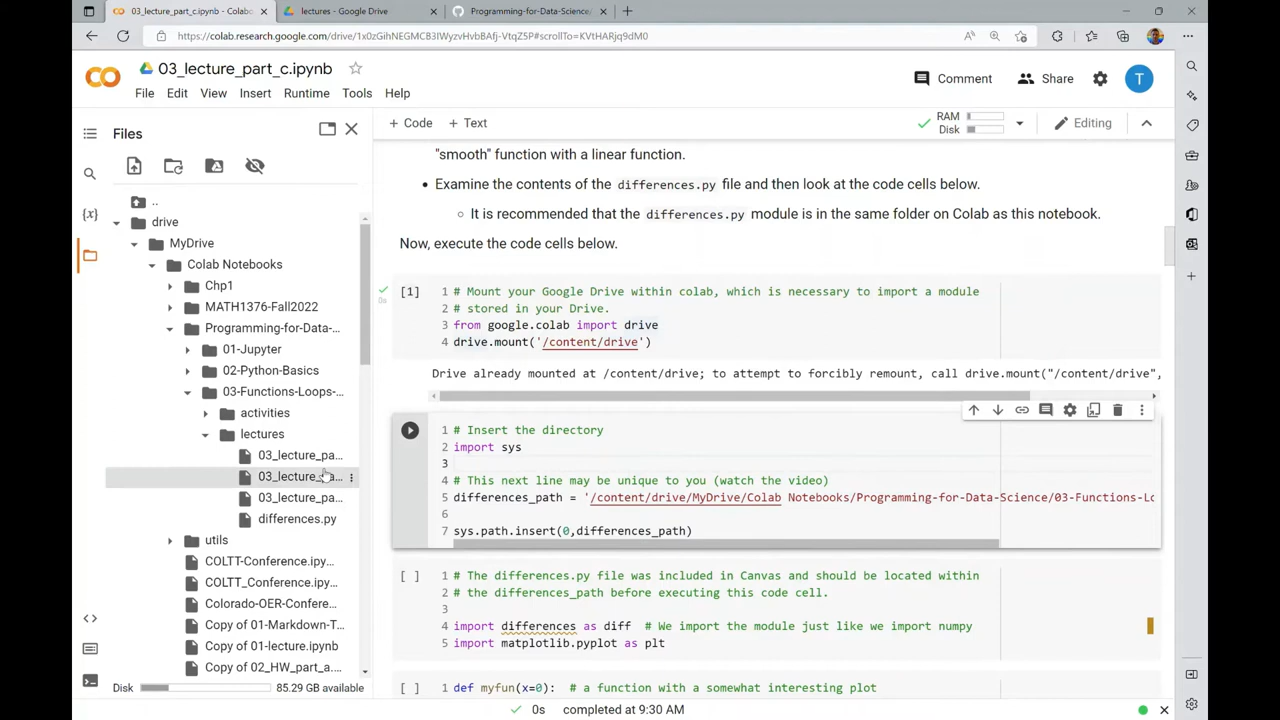 03_lecture_part_c.ipynb - Colabo
lectures - Google Drive
Programming-for-Data-Science/
https://colab.research.google.com/drive/1x0zGihNEGMCB3IWyzvHvbBAfj-VtqZ5P#scrollTo=KVtHARjq9dM0
03_lecture_part_c.ipynb
Comment
Share
T
File Edit View Insert Runtime Tools Help
Files
+ Code + Text
RAM
Disk
Editing
..
drive
MyDrive
Colab Notebooks
Chp1
MATH1376-Fall2022
Programming-for-Data-...
01-Jupyter
02-Python-Basics
03-Functions-Loops-...
activities
lectures
03_lecture_pa...
03_lecture_pa...
03_lecture_pa...
differences.py
utils
COLTT-Conference.ipy...
COLTT_Conference.ipy...
Colorado-OER-Confere...
Copy of 01-Markdown-T...
Copy of 01-lecture.ipynb
Copy of 02_HW_part_a....
Disk 85.29 GB available
"smooth" function with a linear function.
• Examine the contents of the differences.py file and then look at the code cells below.
○ It is recommended that the differences.py module is in the same folder on Colab as this notebook.
Now, execute the code cells below.
[1] 1 # Mount your Google Drive within colab, which is necessary to import a module
0s
2 # stored in your Drive.
3 from google.colab import drive
4 drive.mount('/content/drive')
Drive already mounted at /content/drive; to attempt to forcibly remount, call drive.mount("/content/drive",
1 # Insert the directory
2 import sys
3
4 # This next line may be unique to you (watch the video)
5 differences_path = '/content/drive/MyDrive/Colab Notebooks/Programming-for-Data-Science/03-Functions-Lo
6
7 sys.path.insert(0,differences_path)
[ ] 1 # The differences.py file was included in Canvas and should be located within
2 # the differences_path before executing this code cell.
3
4 import differences as diff # We import the module just like we import numpy
5 import matplotlib.pyplot as plt
[ ] 1 def myfun(x=0): # a function with a somewhat interesting plot
0s completed at 9:30 AM